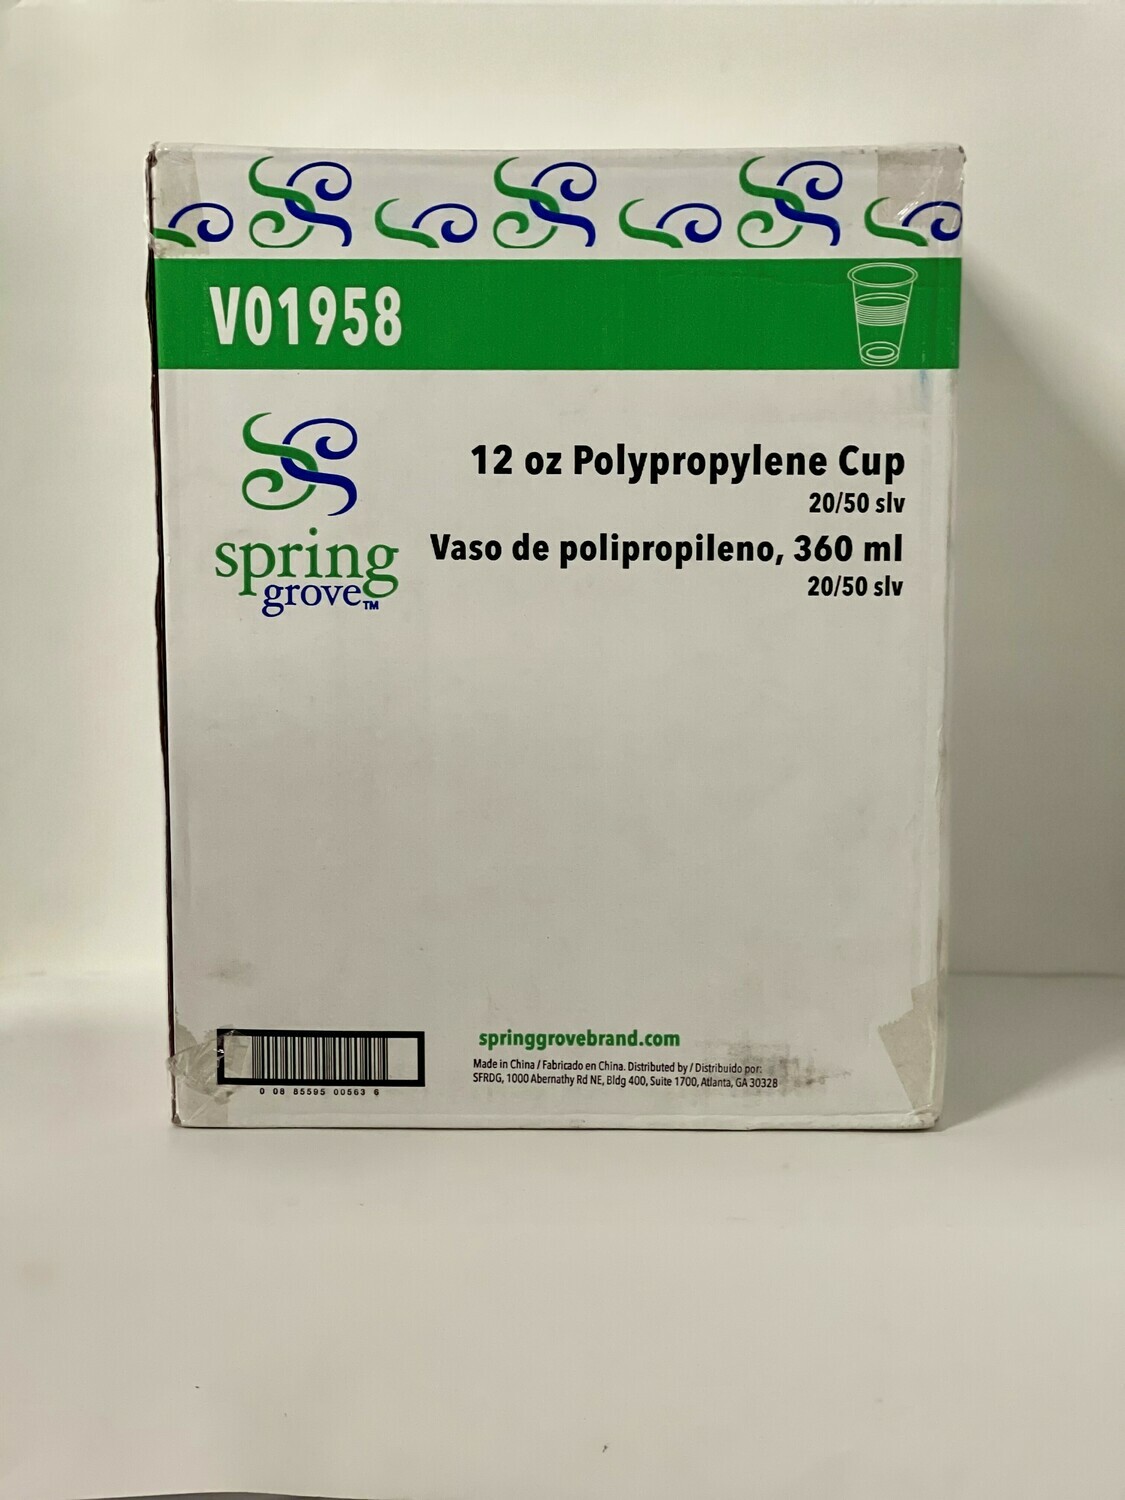 V01958
12 oz Polypropylene Cup
20/50 slv
spring
grove™
Vaso de polipropileno, 360 ml
20/50 slv
springgrovebrand.com
Made in China / Fabricado en China. Distributed by / Distribuido por:
SFRDG, 1000 Abernathy Rd NE, Bldg 400, Suite 1700, Atlanta, GA 30328
0 08 85595 00563 6